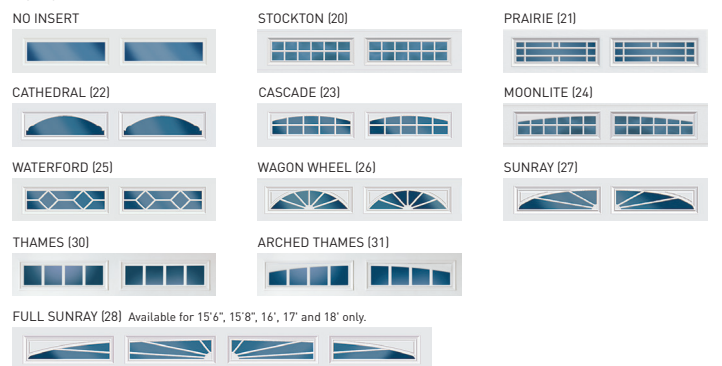 NO INSERT
STOCKTON (20)
PRAIRIE (21)
CATHEDRAL (22)
CASCADE (23)
MOONLITE (24)
WATERFORD (25)
WAGON WHEEL (26)
SUNRAY (27)
THAMES (30)
ARCHED THAMES (31)
FULL SUNRAY (28) Available for 15'6", 15'8", 16', 17' and 18' only.